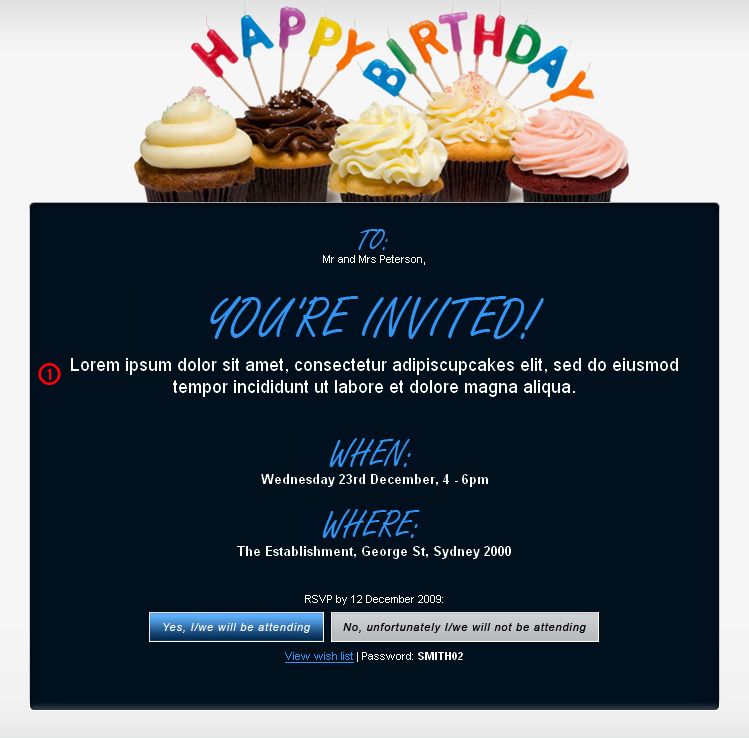 HAPPY BIRTHDAY
TO:
Mr and Mrs Peterson,
YOU'RE INVITED!
1
Lorem ipsum dolor sit amet, consectetur adipiscupcakes elit, sed do eiusmod
tempor incididunt ut labore et dolore magna aliqua.
WHEN:
Wednesday 23rd December, 4 - 6pm
WHERE:
The Establishment, George St, Sydney 2000
RSVP by 12 December 2009:
Yes, I/we will be attending No, unfortunately I/we will not be attending
View wish list | Password: SMITH02